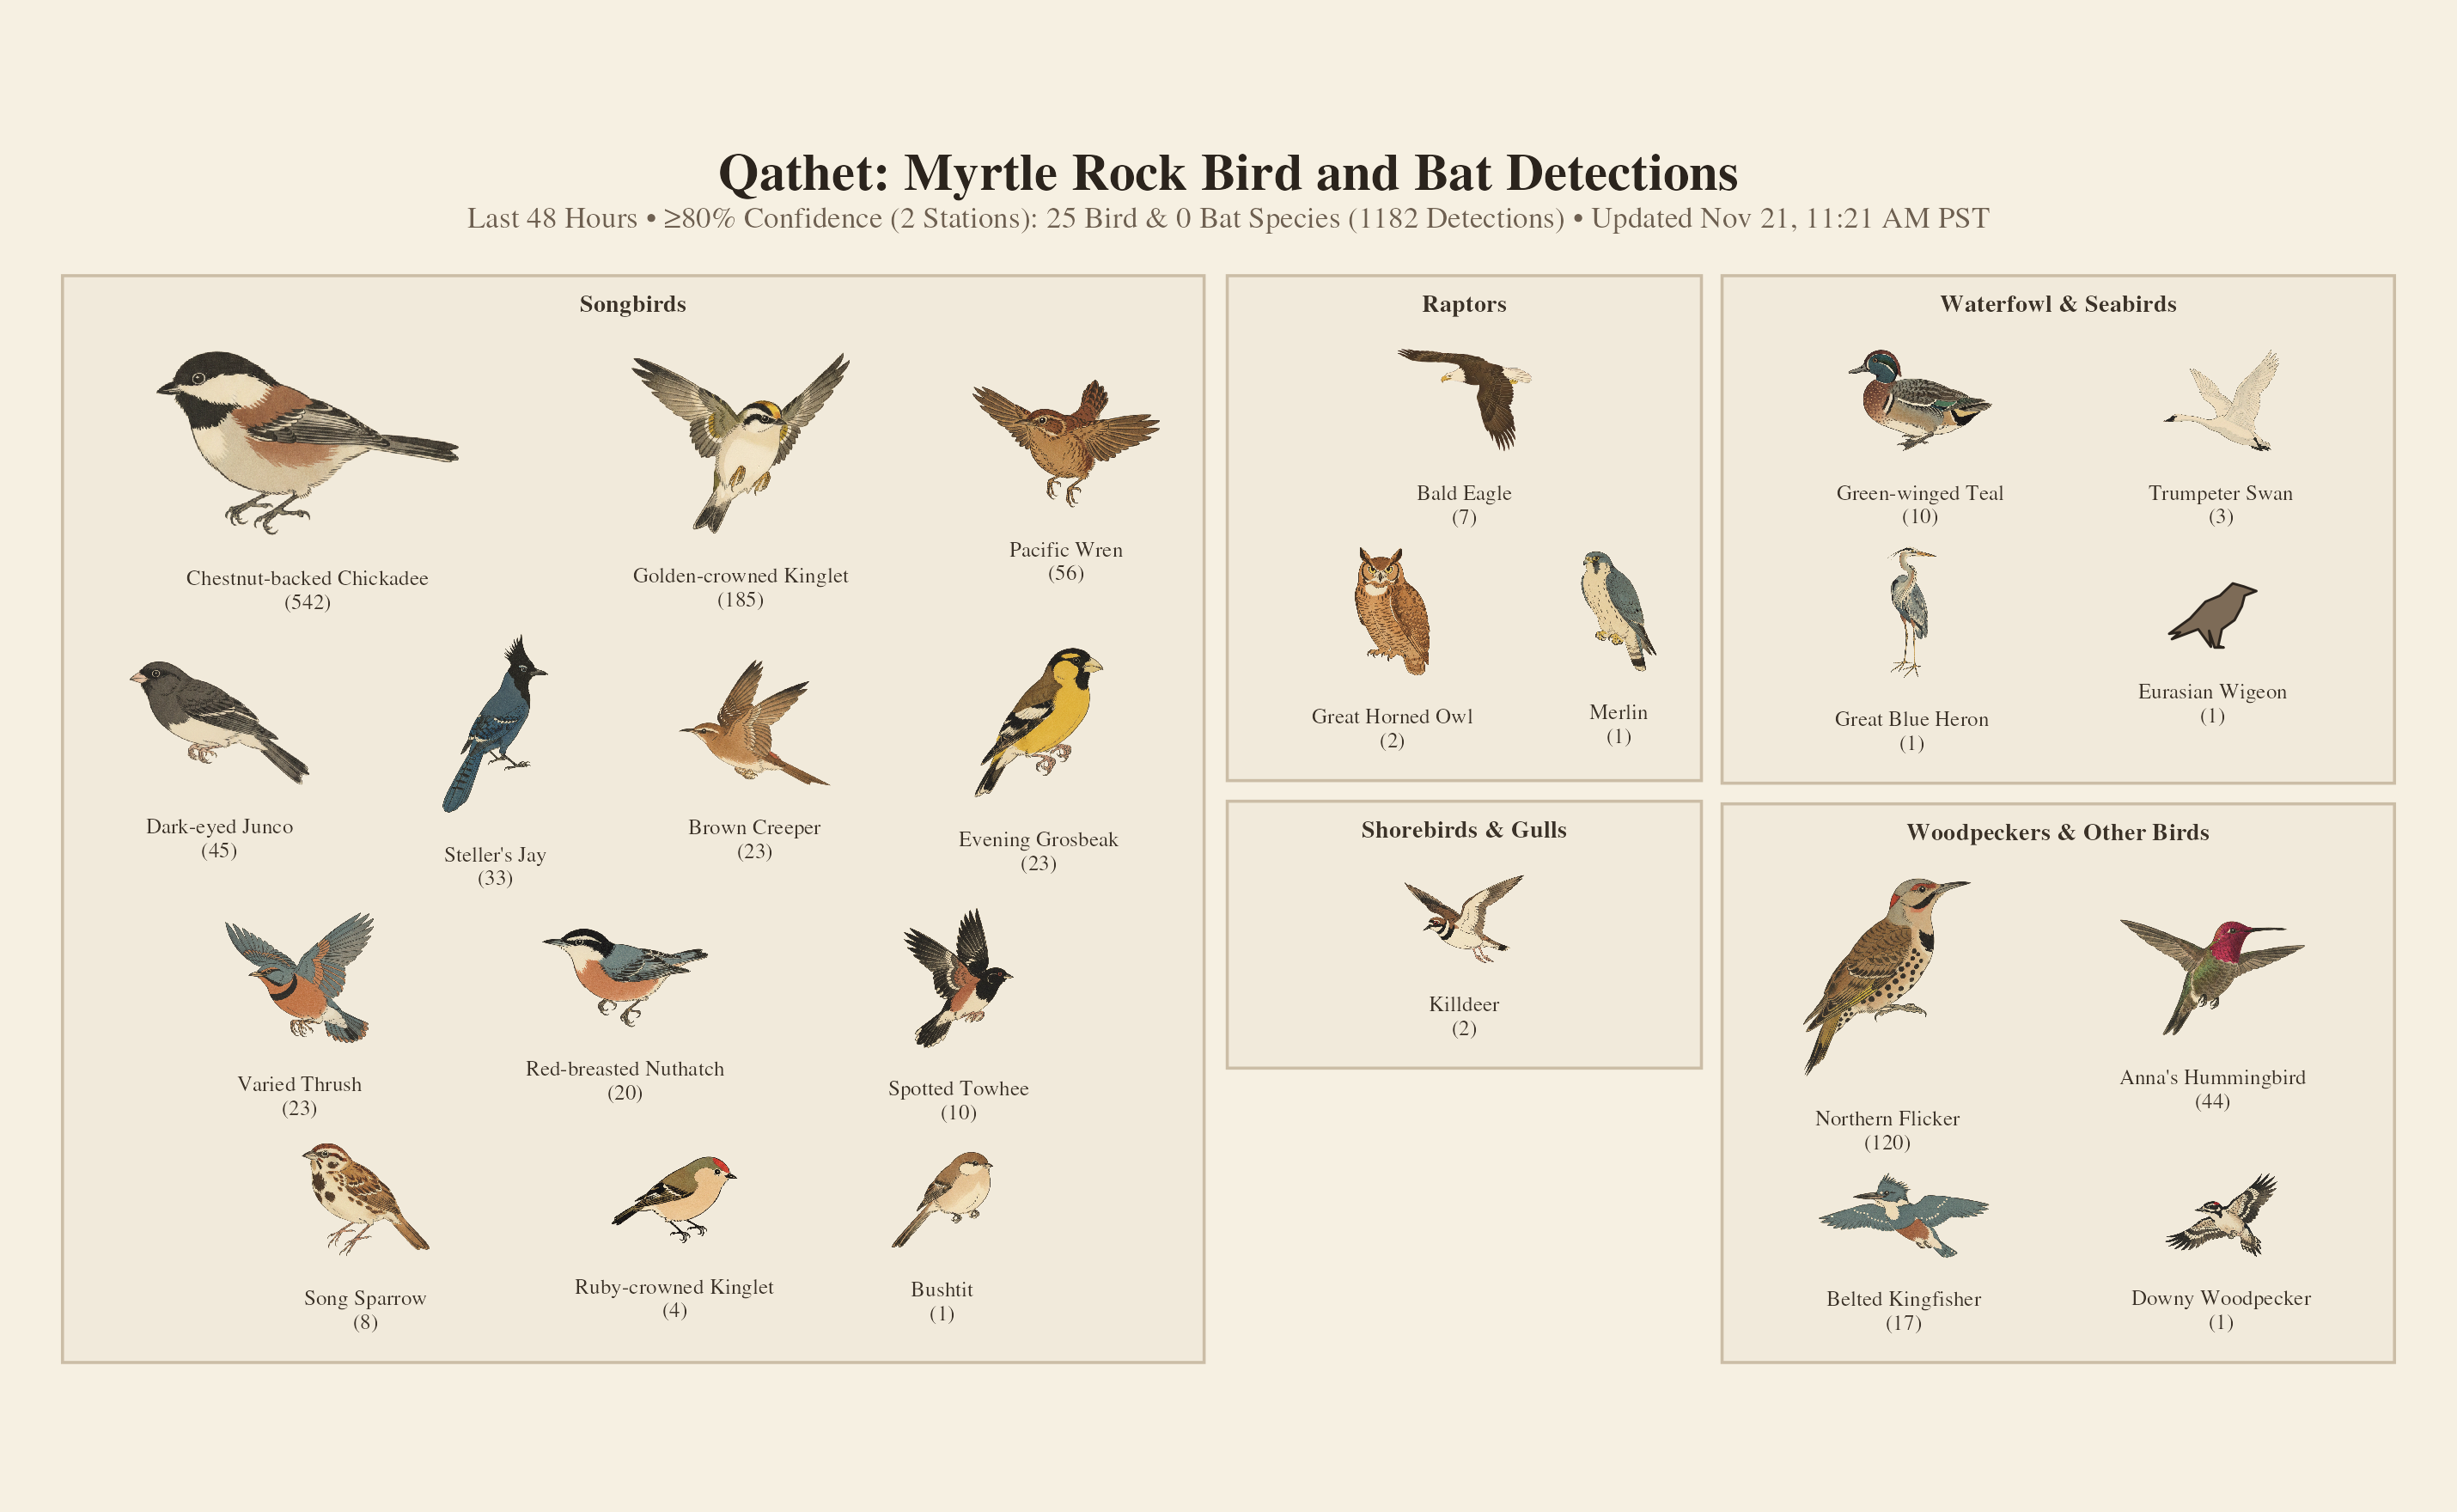 Qathet: Myrtle Rock Bird and Bat Detections
Last 48 Hours • ≥80% Confidence (2 Stations): 25 Bird & 0 Bat Species (1182 Detections) • Updated Nov 21, 11:21 AM PST
Songbirds
Chestnut-backed Chickadee
(542)
Golden-crowned Kinglet
(185)
Pacific Wren
(56)
Dark-eyed Junco
(45)
Steller's Jay
(33)
Brown Creeper
(23)
Evening Grosbeak
(23)
Varied Thrush
(23)
Red-breasted Nuthatch
(20)
Spotted Towhee
(10)
Song Sparrow
(8)
Ruby-crowned Kinglet
(4)
Bushtit
(1)
Raptors
Bald Eagle
(7)
Great Horned Owl
(2)
Merlin
(1)
Shorebirds & Gulls
Killdeer
(2)
Waterfowl & Seabirds
Green-winged Teal
(10)
Trumpeter Swan
(3)
Great Blue Heron
(1)
Eurasian Wigeon
(1)
Woodpeckers & Other Birds
Northern Flicker
(120)
Anna's Hummingbird
(44)
Belted Kingfisher
(17)
Downy Woodpecker
(1)